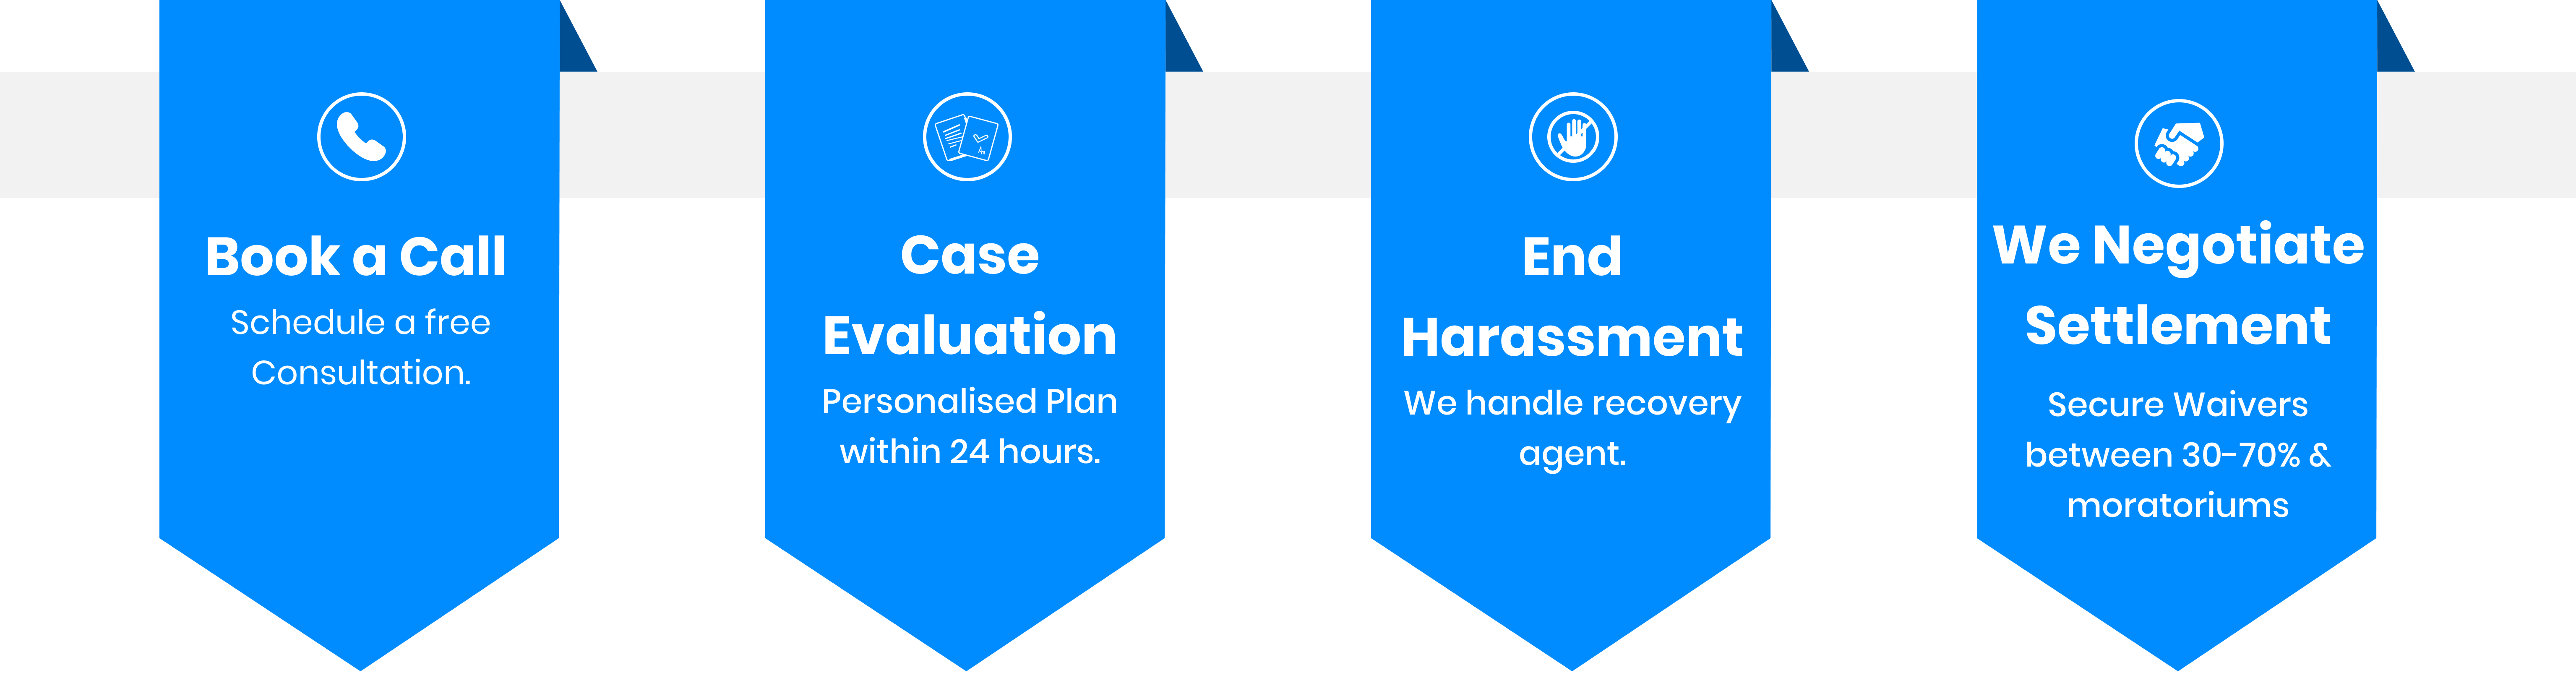 Book a Call
Schedule a free
Consultation.
Case
Evaluation
Personalised Plan
within 24 hours.
End
Harassment
We handle recovery
agent.
We Negotiate
Settlement
Secure Waivers
between 30-70% &
moratoriums